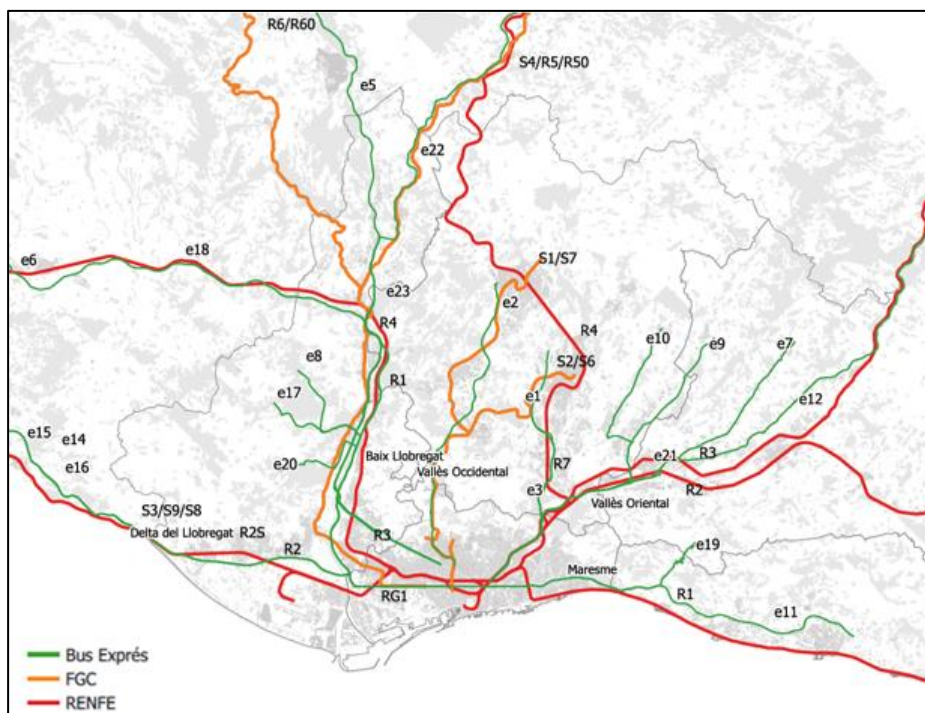 R6/R60
S4/R5/R50
e5
e22
e18
e6
S1/S7
e23
e2
R4
R4
e10
e9
e7
e8
S2/S6
R1
e17
e1
e12
e15
e14
e21
R3
Baix Llobregat
e20
e16
Vallès Occidental
R7
R2
e3
Vallès Oriental
S3/S9/S8
Delta del Llobregat
R2S
R3
R2
e19
Maresme
RG1
R1
e11
Bus Exprés
FGC
RENFE